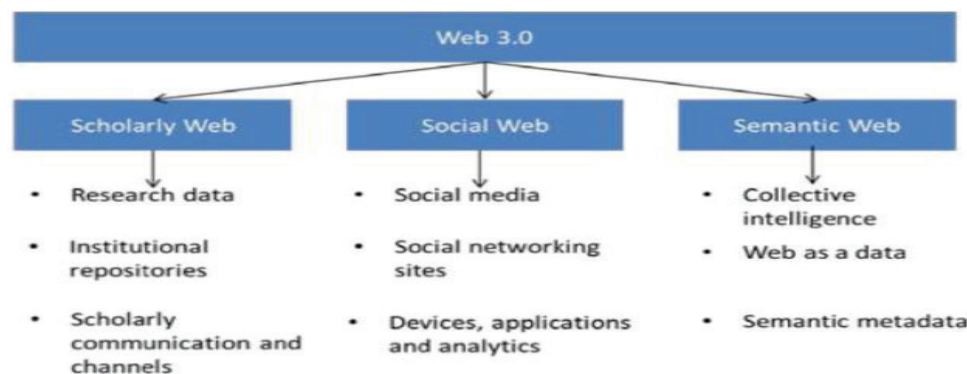 Web 3.0
Scholarly Web
Social Web
Semantic Web
• Research data
• Institutional
repositories
• Scholarly
communication and
channels
• Social media
• Social networking
sites
• Devices, applications
and analytics
• Collective
intelligence
• Web as a data
• Semantic metadata